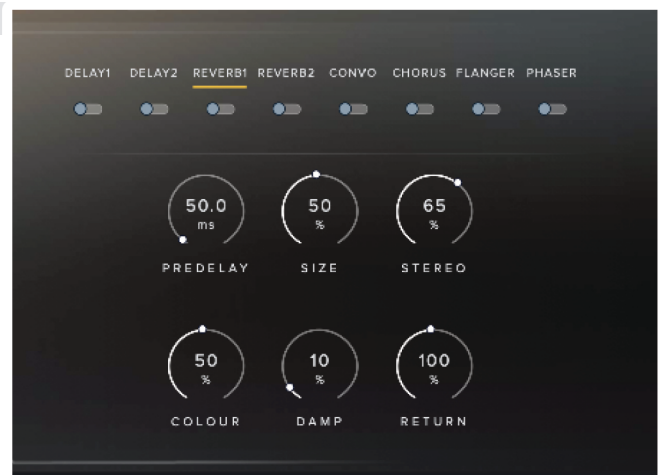 DELAY1 DELAY2 REVERB1 REVERB2 CONVO CHORUS FLANGER PHASER
50.0 50 65
ms % %
PREDELAY SIZE STEREO
50 10 100
% % %
COLOUR DAMP RETURN